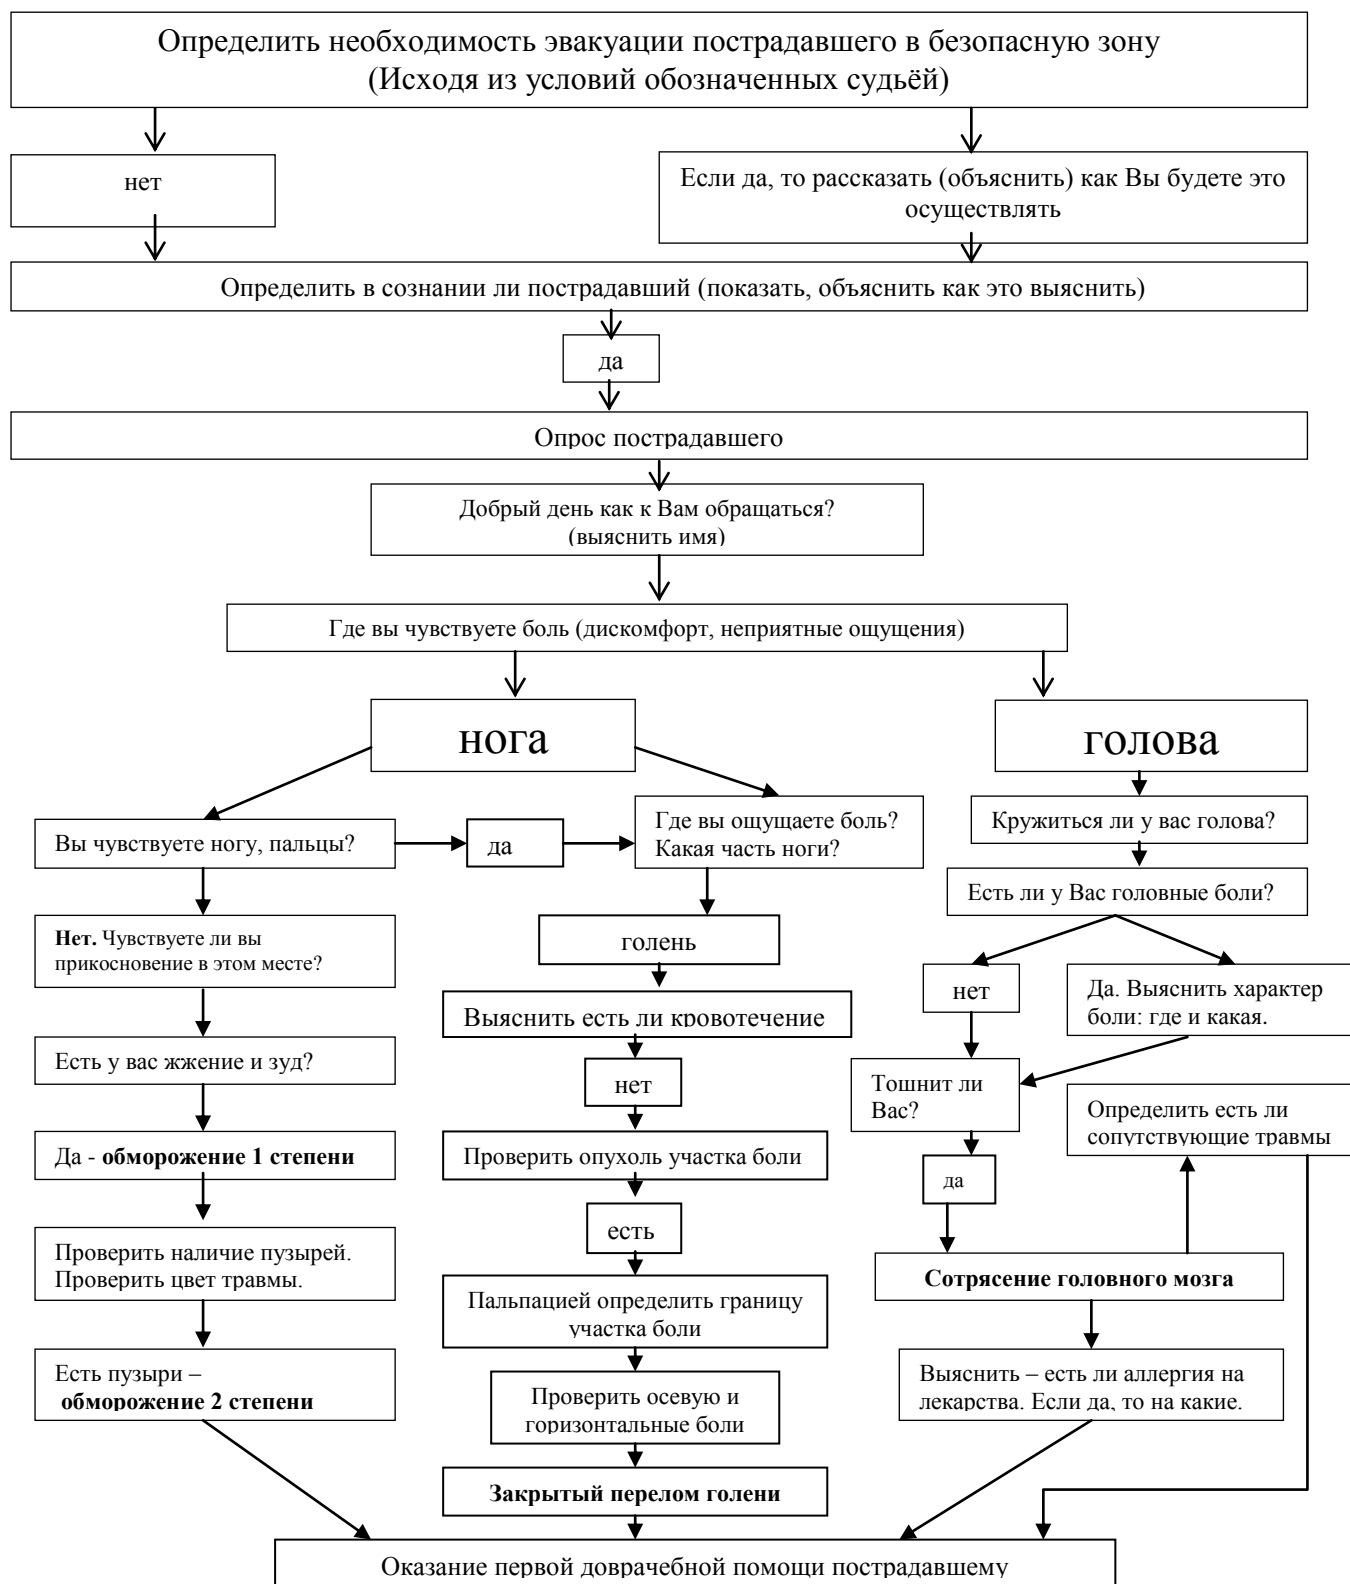 Определить необходимость эвакуации пострадавшего в безопасную зону
(Исходя из условий обозначенных судьёй)
нет
Если да, то рассказать (объяснить) как Вы будете это
осуществлять
Определить в сознании ли пострадавший (показать, объяснить как это выяснить)
да
Опрос пострадавшего
Добрый день как к Вам обращаться?
(выяснить имя)
Где вы чувствуете боль (дискомфорт, неприятные ощущения)
нога
голова
Вы чувствуете ногу, пальцы?
да
Где вы ощущаете боль?
Какая часть ноги?
Кружиться ли у вас голова?
Есть ли у Вас головные боли?
Нет. Чувствуете ли вы
прикосновение в этом месте?
голень
нет
Да. Выяснить характер
боли: где и какая.
Выяснить есть ли кровотечение
Есть у вас жжение и зуд?
нет
Тошнит ли
Вас?
Определить есть ли
сопутствующие травмы
Да - обморожение 1 степени
Проверить опухоль участка боли
да
есть
Проверить наличие пузырей.
Проверить цвет травмы.
Сотрясение головного мозга
Пальпацией определить границу
участка боли
Есть пузыри –
обморожение 2 степени
Проверить осевую и
горизонтальные боли
Выяснить – есть ли аллергия на
лекарства. Если да, то на какие.
Закрытый перелом голени
Оказание первой доврачебной помощи пострадавшему